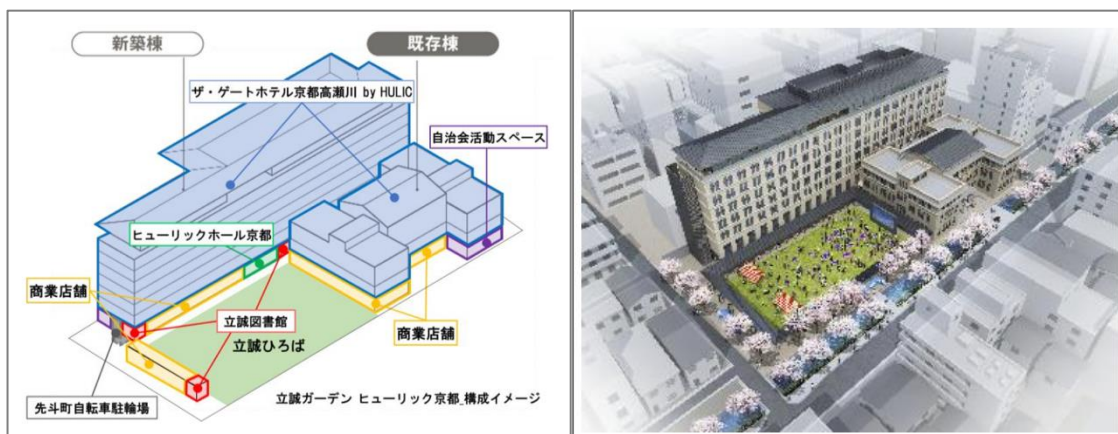 新築棟
既存棟
ザ・ゲートホテル京都高瀬川 by HULIC
自治会活動スペース
ヒューリックホール京都
商業店舗
立誠図書館
商業店舗
立誠ひろば
先斗町自転車駐輪場
立誠ガーデン ヒューリック京都_構成イメージ